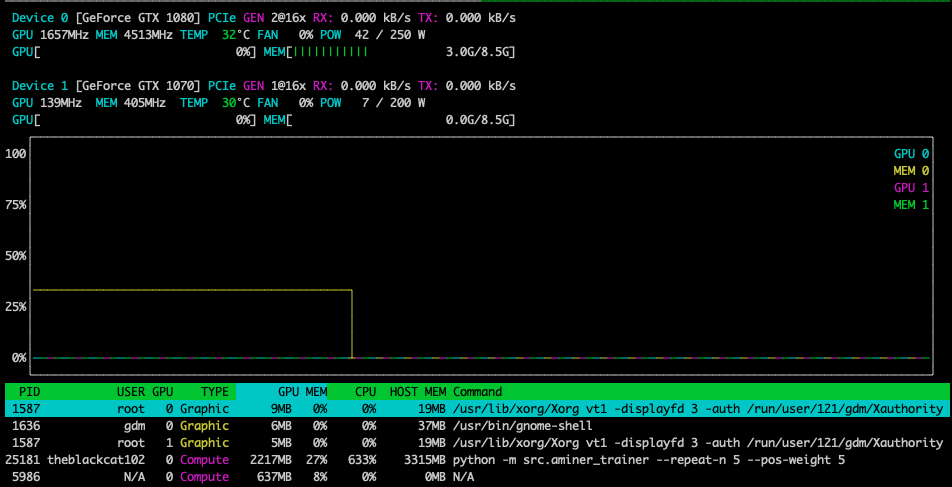 Device 0 [GeForce GTX 1080] PCIe GEN 2@16x RX: 0.000 kB/s TX: 0.000 kB/s
GPU 1657MHz MEM 4513MHz TEMP 32°C FAN 0% POW 42 / 250 W
GPU[ 0%] MEM[||||||||||| 3.0G/8.5G]
Device 1 [GeForce GTX 1070] PCIe GEN 1@16x RX: 0.000 kB/s TX: 0.000 kB/s
GPU 139MHz MEM 405MHz TEMP 30°C FAN 0% POW 7 / 200 W
GPU[ 0%] MEM[ 0.0G/8.5G]
100
GPU 0
MEM 0
GPU 1
75%
MEM 1
50%
25%
0%
PID USER GPU TYPE GPU MEM CPU HOST MEM Command
1587 root 0 Graphic 9MB 0% 0% 19MB /usr/lib/xorg/Xorg vt1 -displayfd 3 -auth /run/user/121/gdm/Xauthority
1636 gdm 0 Graphic 6MB 0% 0% 37MB /usr/bin/gnome-shell
1587 root 1 Graphic 5MB 0% 0% 19MB /usr/lib/xorg/Xorg vt1 -displayfd 3 -auth /run/user/121/gdm/Xauthority
25181 theblackcat102 0 Compute 2217MB 27% 633% 3315MB python -m src.aminer_trainer --repeat-n 5 --pos-weight 5
5986 N/A 0 Compute 637MB 8% 0% 0MB N/A